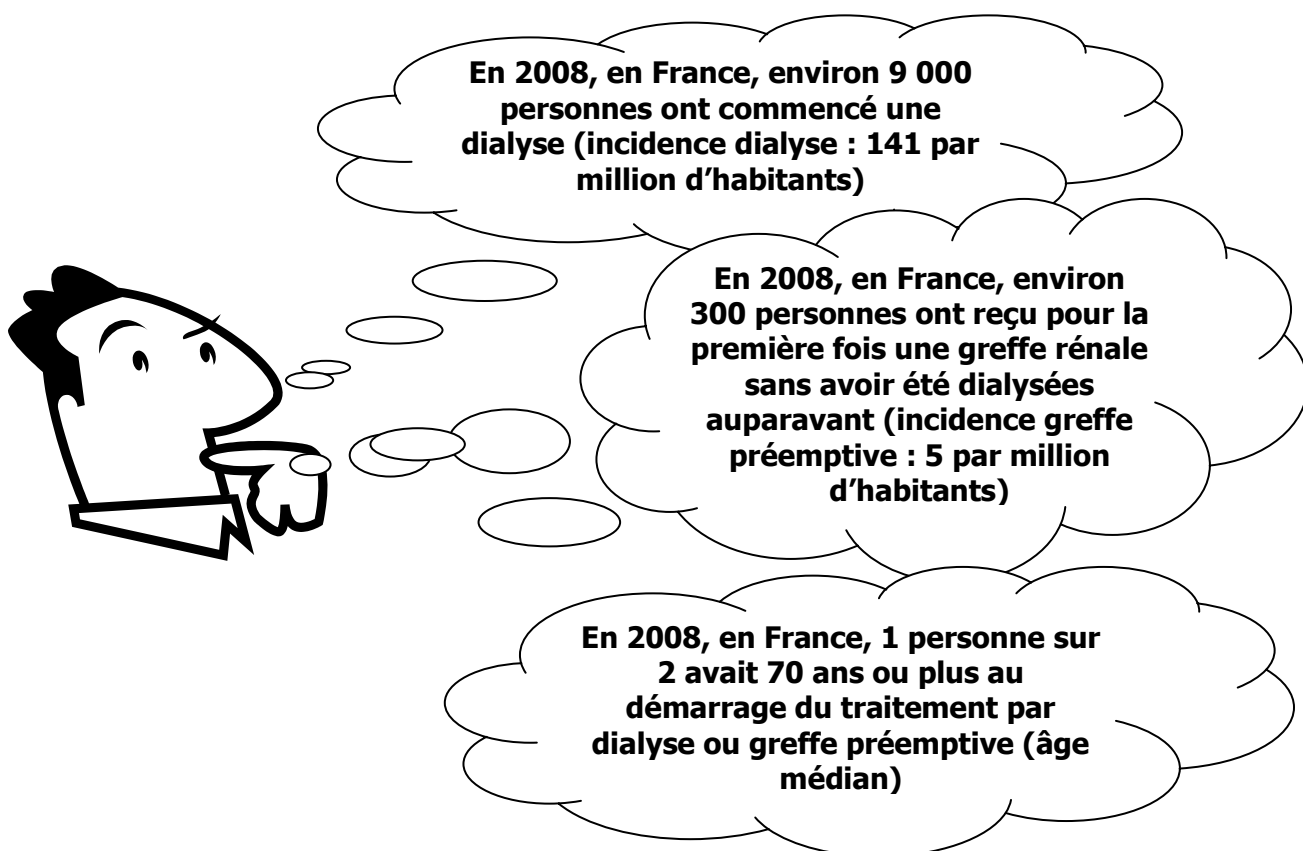 En 2008, en France, environ 9 000
personnes ont commencé une
dialyse (incidence dialyse : 141 par
million d’habitants)
En 2008, en France, environ
300 personnes ont reçu pour la
première fois une greffe rénale
sans avoir été dialysées
auparavant (incidence greffe
préemptive : 5 par million
d’habitants)
En 2008, en France, 1 personne sur
2 avait 70 ans ou plus au
démarrage du traitement par
dialyse ou greffe préemptive (âge
médian)